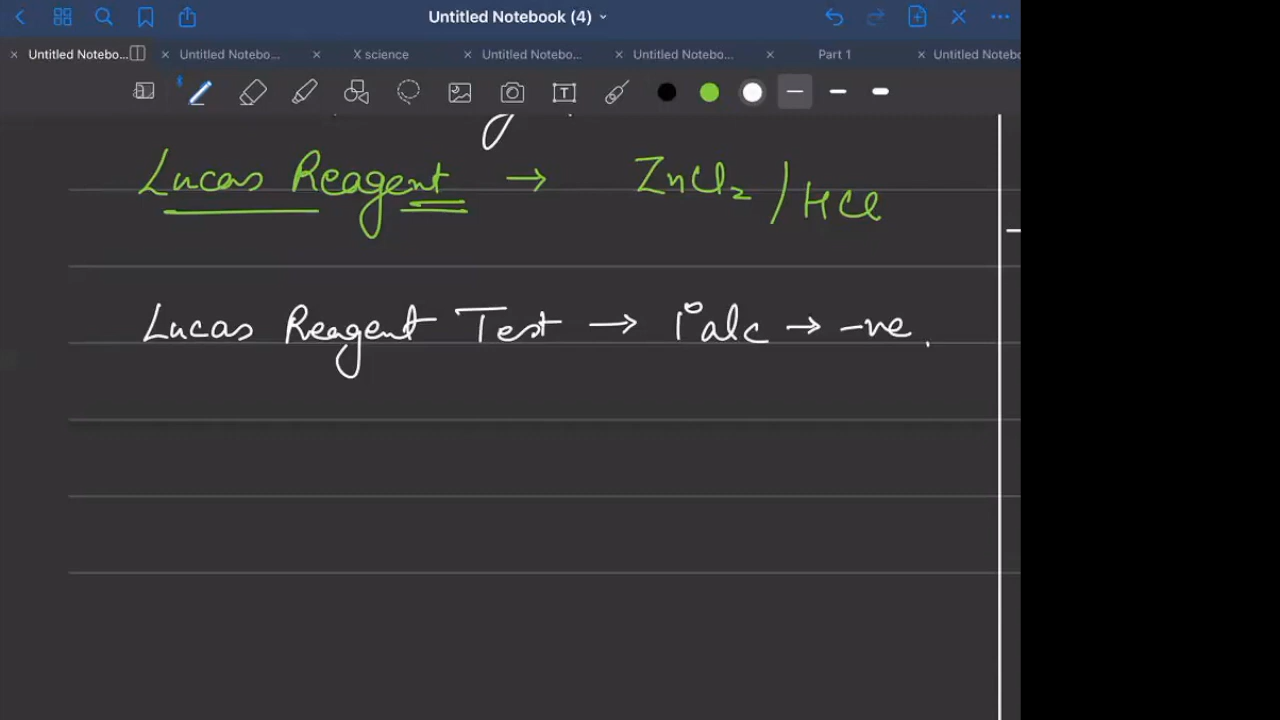 Untitled Notebook (4)
Untitled Notebo... Untitled Notebo... X science Untitled Notebo... Untitled Notebo... Part 1 Untitled Notebo
Lucas Reagent → ZnCl₂ / HCl
Lucas Reagent Test → 1° alc → -ve.